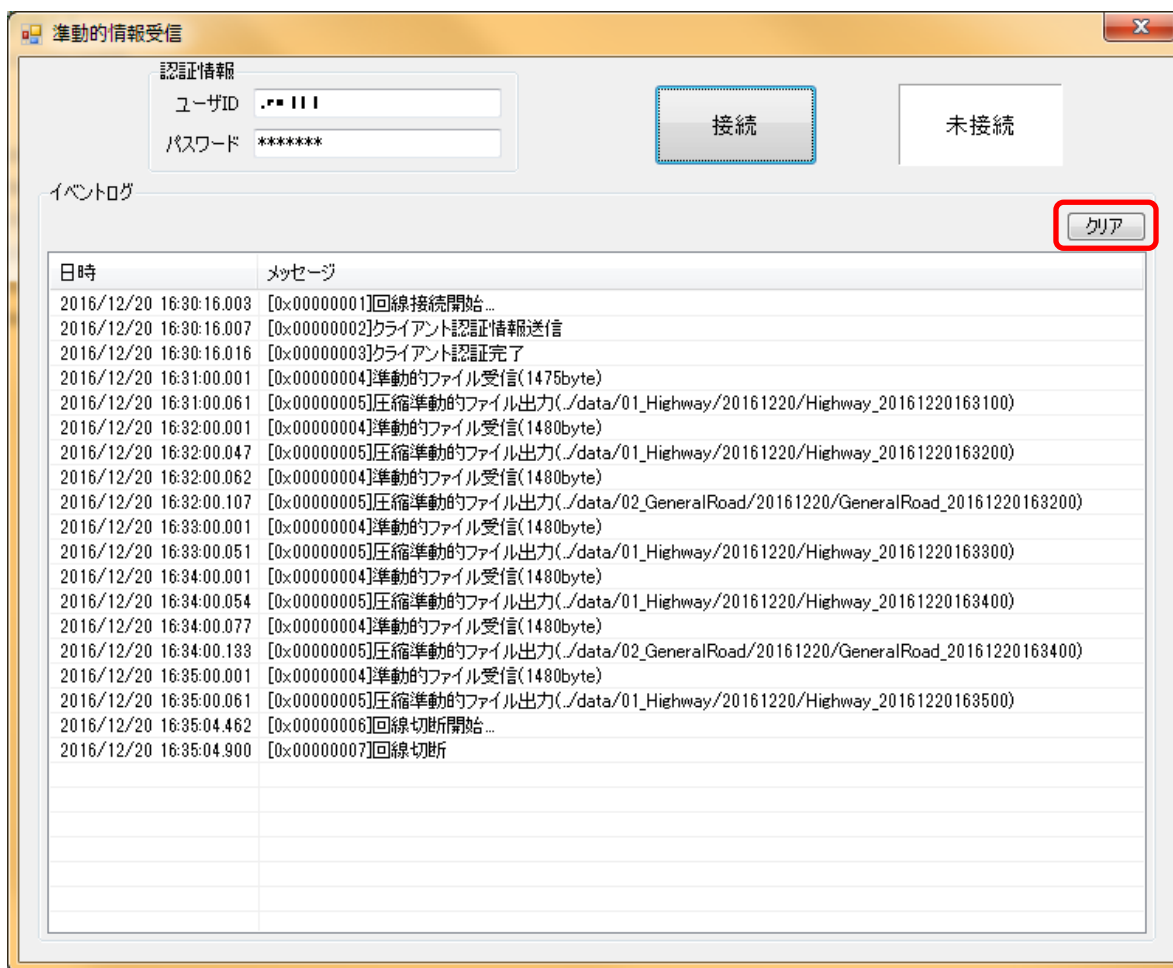 準動的情報受信
認証情報
ユーザID
パスワード *******
接続
未接続
イベントログ
クリア
日時 メッセージ
2016/12/20 16:30:16.003 [0x00000001]回線接続開始...
2016/12/20 16:30:16.007 [0x00000002]クライアント認証情報送信
2016/12/20 16:30:16.016 [0x00000003]クライアント認証完了
2016/12/20 16:31:00.001 [0x00000004]準動的ファイル受信(1475byte)
2016/12/20 16:31:00.061 [0x00000005]圧縮準動的ファイル出力(./data/01_Highway/20161220/Highway_20161220163100)
2016/12/20 16:32:00.001 [0x00000004]準動的ファイル受信(1480byte)
2016/12/20 16:32:00.047 [0x00000005]圧縮準動的ファイル出力(./data/01_Highway/20161220/Highway_20161220163200)
2016/12/20 16:32:00.062 [0x00000004]準動的ファイル受信(1480byte)
2016/12/20 16:32:00.107 [0x00000005]圧縮準動的ファイル出力(./data/02_GeneralRoad/20161220/GeneralRoad_20161220163200)
2016/12/20 16:33:00.001 [0x00000004]準動的ファイル受信(1480byte)
2016/12/20 16:33:00.051 [0x00000005]圧縮準動的ファイル出力(./data/01_Highway/20161220/Highway_20161220163300)
2016/12/20 16:34:00.001 [0x00000004]準動的ファイル受信(1480byte)
2016/12/20 16:34:00.054 [0x00000005]圧縮準動的ファイル出力(./data/01_Highway/20161220/Highway_20161220163400)
2016/12/20 16:34:00.077 [0x00000004]準動的ファイル受信(1480byte)
2016/12/20 16:34:00.133 [0x00000005]圧縮準動的ファイル出力(./data/02_GeneralRoad/20161220/GeneralRoad_20161220163400)
2016/12/20 16:35:00.001 [0x00000004]準動的ファイル受信(1480byte)
2016/12/20 16:35:00.061 [0x00000005]圧縮準動的ファイル出力(./data/01_Highway/20161220/Highway_20161220163500)
2016/12/20 16:35:04.462 [0x00000006]回線切断開始...
2016/12/20 16:35:04.900 [0x00000007]回線切断